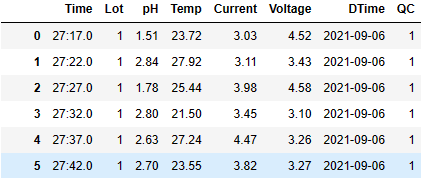 Time Lot pH Temp Current Voltage DTime QC
0 27:17.0 1 1.51 23.72 3.03 4.52 2021-09-06 1
1 27:22.0 1 2.84 27.92 3.11 3.43 2021-09-06 1
2 27:27.0 1 1.78 25.44 3.98 4.58 2021-09-06 1
3 27:32.0 1 2.80 21.50 3.45 3.10 2021-09-06 1
4 27:37.0 1 2.63 27.24 4.47 3.26 2021-09-06 1
5 27:42.0 1 2.70 23.55 3.82 3.27 2021-09-06 1